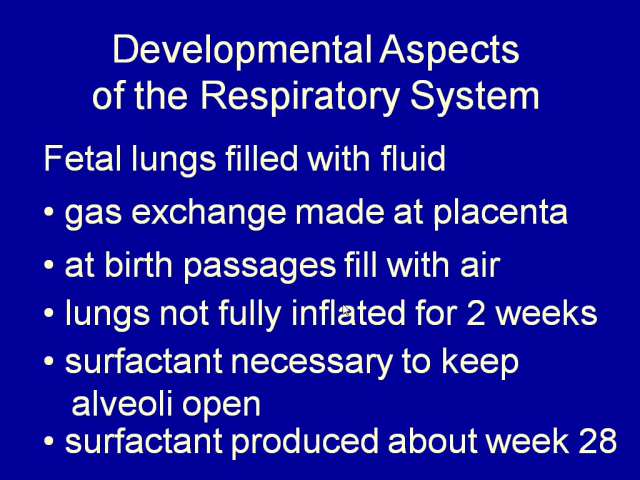 Developmental Aspects
of the Respiratory System
Fetal lungs filled with fluid
• gas exchange made at placenta
• at birth passages fill with air
• lungs not fully inflated for 2 weeks
• surfactant necessary to keep
alveoli open
• surfactant produced about week 28